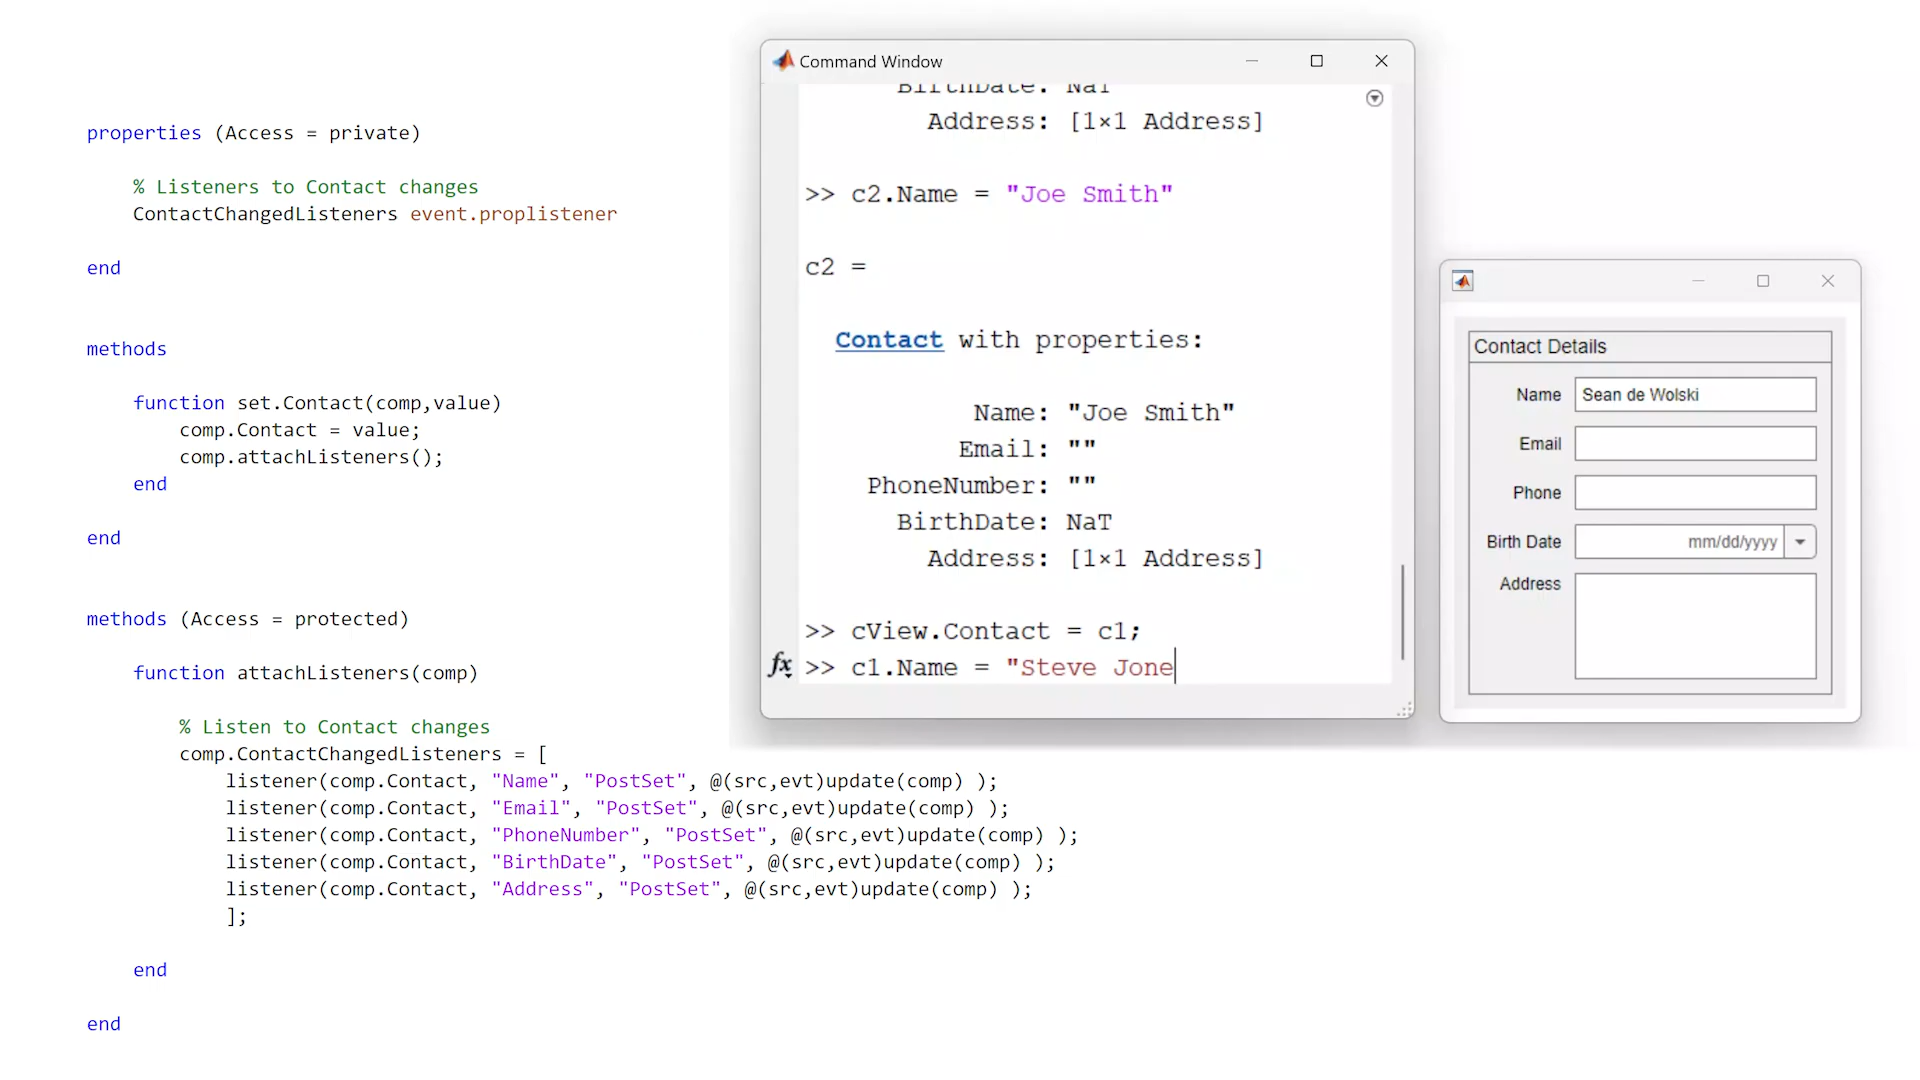 properties (Access = private)
% Listeners to Contact changes
ContactChangedListeners event.proplistener
end
methods
function set.Contact(comp,value)
comp.Contact = value;
comp.attachListeners();
end
end
methods (Access = protected)
function attachListeners(comp)
% Listen to Contact changes
comp.ContactChangedListeners = [
listener(comp.Contact, "Name", "PostSet", @(src,evt)update(comp) );
listener(comp.Contact, "Email", "PostSet", @(src,evt)update(comp) );
listener(comp.Contact, "PhoneNumber", "PostSet", @(src,evt)update(comp) );
listener(comp.Contact, "BirthDate", "PostSet", @(src,evt)update(comp) );
listener(comp.Contact, "Address", "PostSet", @(src,evt)update(comp) );
];
end
end
Command Window
BirthDate: NaT
Address: [1×1 Address]
>> c2.Name = "Joe Smith"
c2 =
Contact with properties:
Name: "Joe Smith"
Email: ""
PhoneNumber: ""
BirthDate: NaT
Address: [1×1 Address]
>> cView.Contact = c1;
fx >> c1.Name = "Steve Jone
Contact Details
Name Sean de Wolski
Email
Phone
Birth Date mm/dd/yyyy
Address